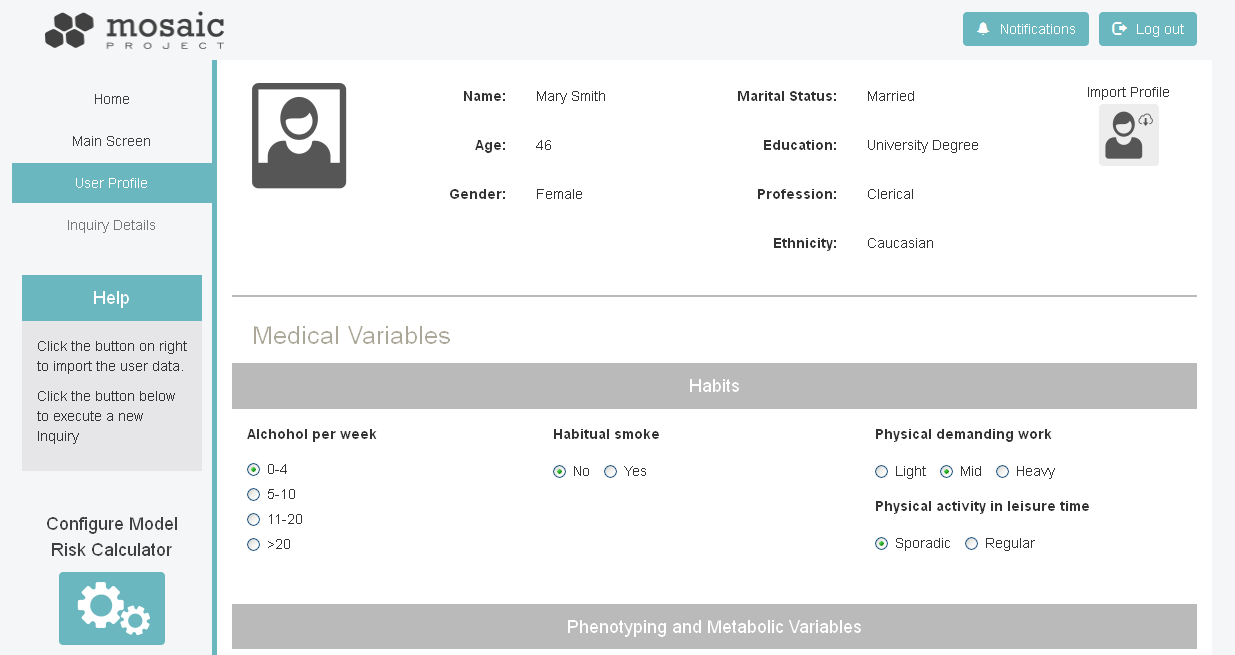 mosaic
PROJECT
Notifications
Log out
Home
Main Screen
User Profile
Inquiry Details
Help
Click the button on right
to import the user data.
Click the button below
to execute a new
Inquiry
Configure Model
Risk Calculator
Name: Mary Smith
Marital Status: Married
Import Profile
Age: 46
Education: University Degree
Gender: Female
Profession: Clerical
Ethnicity: Caucasian
Medical Variables
Habits
Alchohol per week
0-4
5-10
11-20
>20
Habitual smoke
No Yes
Physical demanding work
Light Mid Heavy
Physical activity in leisure time
Sporadic Regular
Phenotyping and Metabolic Variables